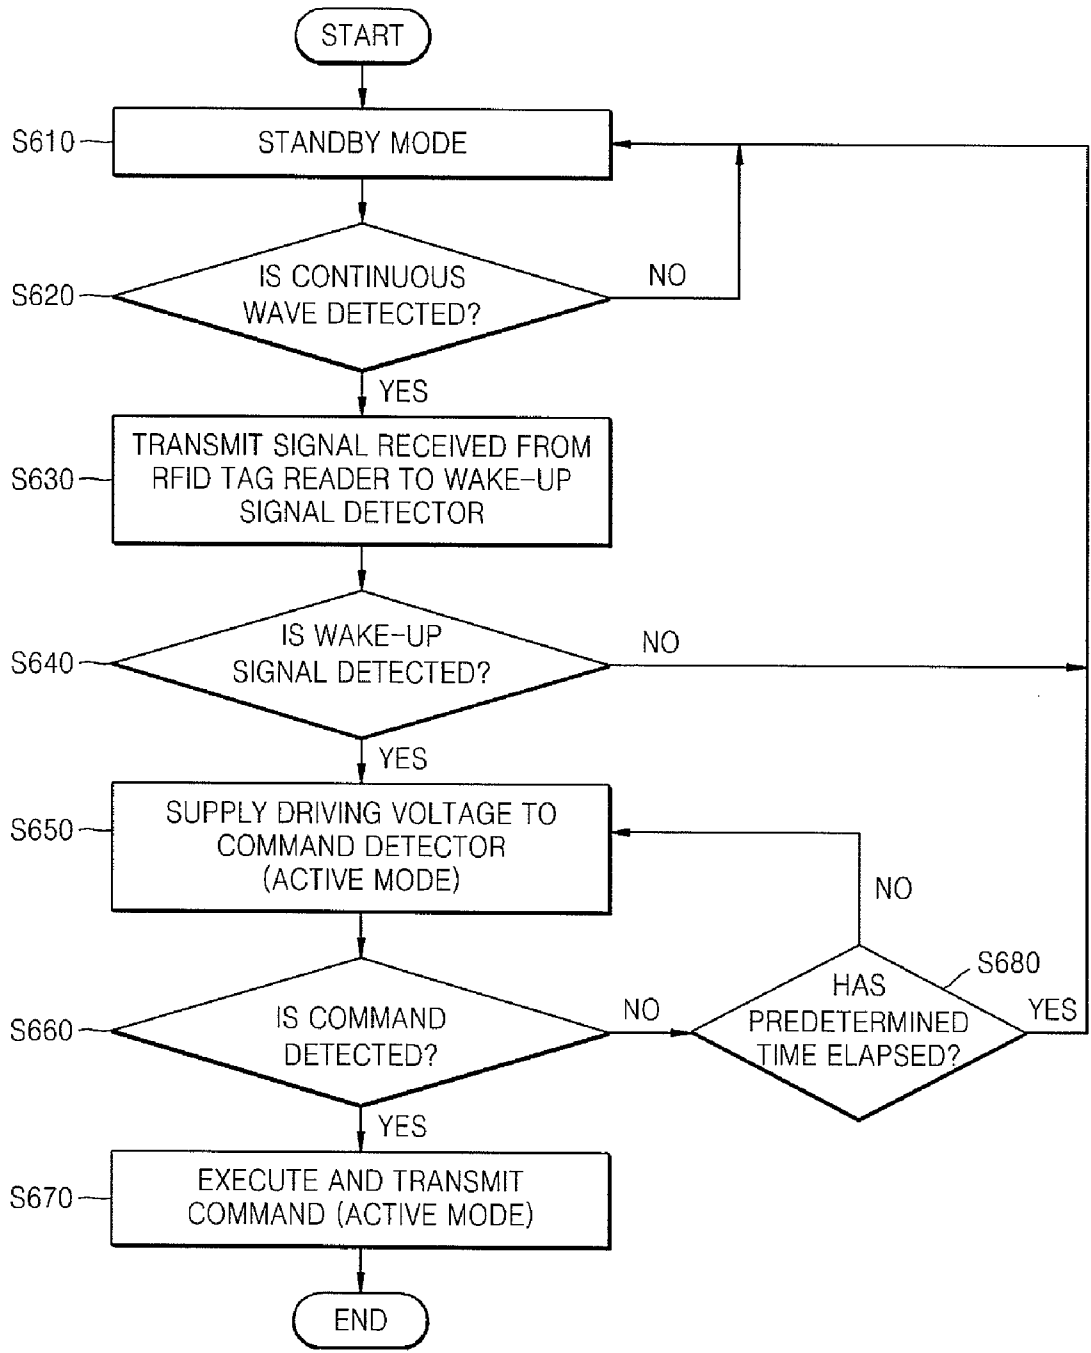 START
S610
STANDBY MODE
S620
IS CONTINUOUS
WAVE DETECTED?
NO
YES
S630
TRANSMIT SIGNAL RECEIVED FROM
RFID TAG READER TO WAKE-UP
SIGNAL DETECTOR
S640
IS WAKE-UP
SIGNAL DETECTED?
NO
YES
S650
SUPPLY DRIVING VOLTAGE TO
COMMAND DETECTOR
(ACTIVE MODE)
NO
S660
IS COMMAND
DETECTED?
NO
S680
HAS
PREDETERMINED
TIME ELAPSED?
YES
YES
S670
EXECUTE AND TRANSMIT
COMMAND (ACTIVE MODE)
END